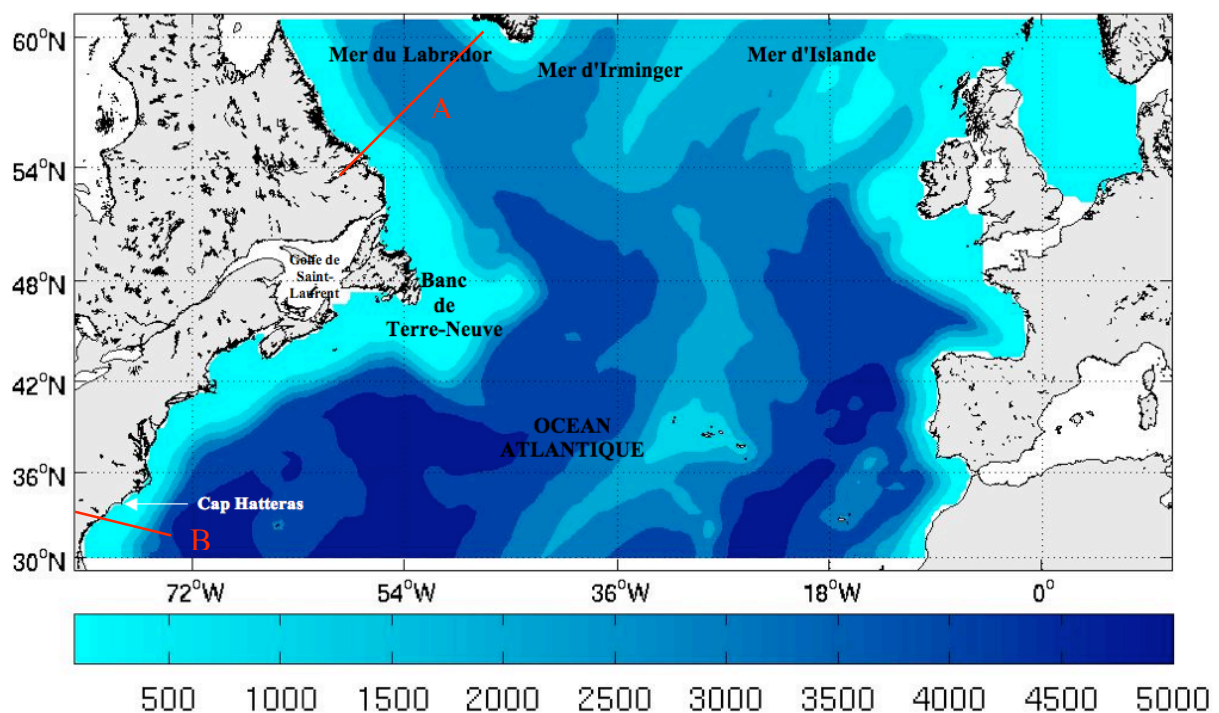 60°N
Mer du Labrador
Mer d'Irminger
Mer d'Islande
A
54°N
Golfe de
Saint-
Laurent
48°N
Banc
de
Terre-Neuve
42°N
OCEAN
ATLANTIQUE
36°N
Cap Hatteras
B
30°N
72°W 54°W 36°W 18°W 0°
500 1000 1500 2000 2500 3000 3500 4000 4500 5000